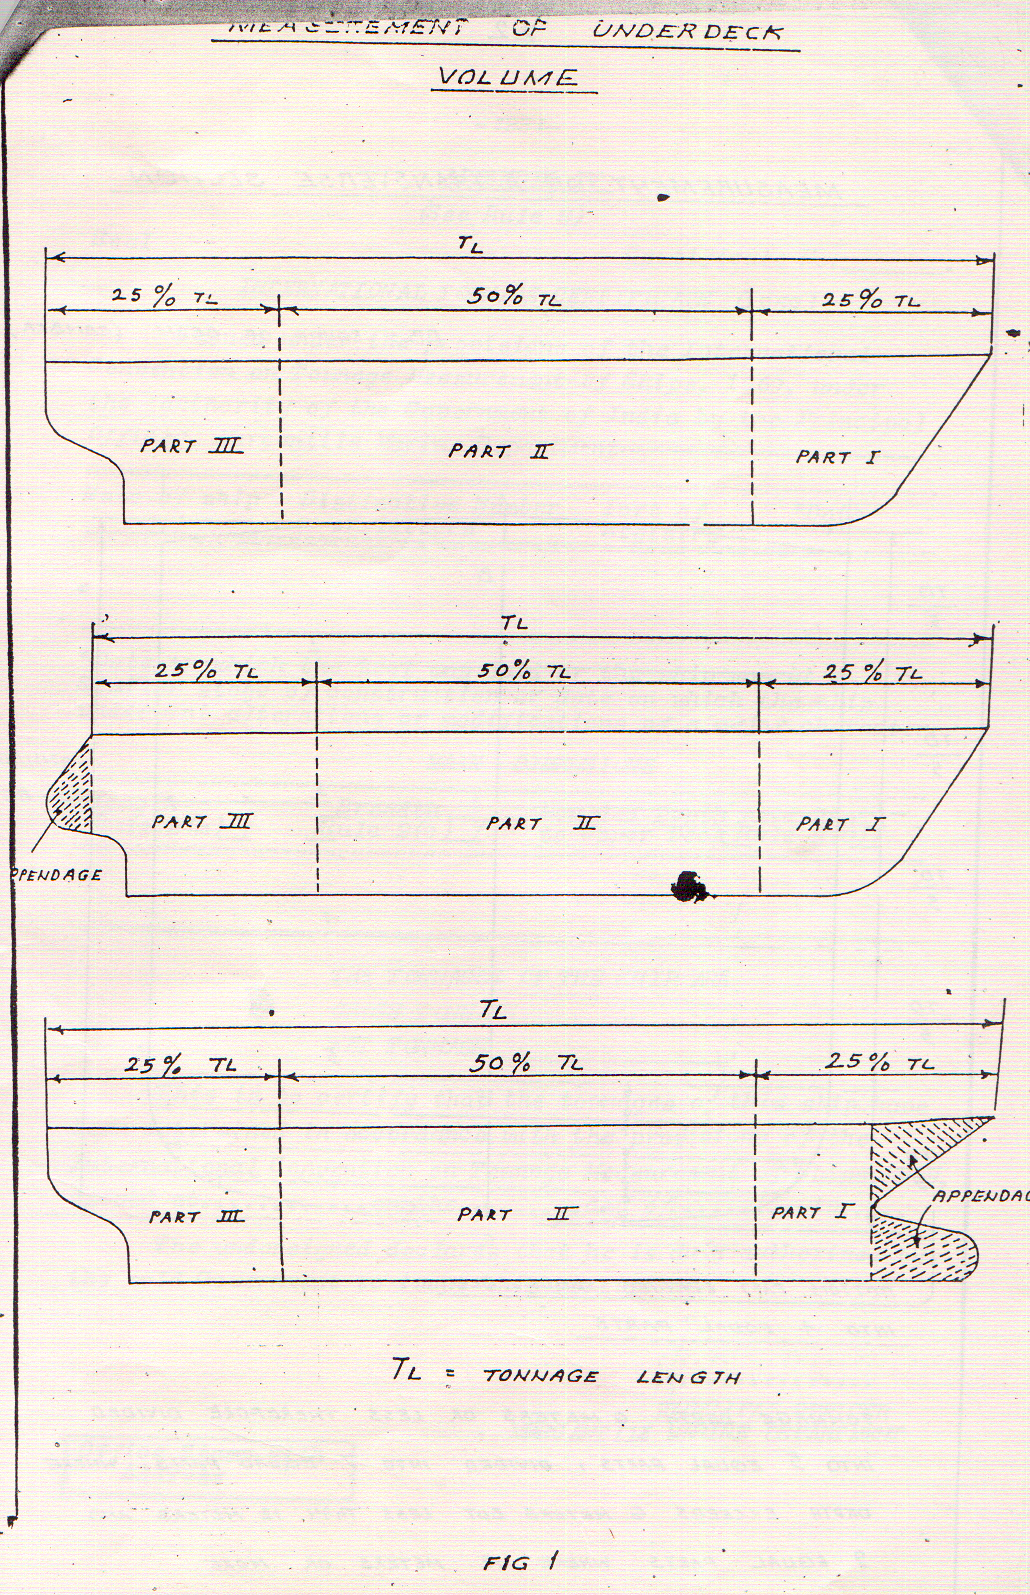 MEASUREMENT OF UNDERDECK
VOLUME
TL
25% TL 50% TL 25% TL
PART III PART II PART I
TL
25% TL 50% TL 25% TL
PART III PART II PART I
PPENDAGE
TL
25% TL 50% TL 25% TL
PART III PART II PART I
APPENDAG
TL = TONNAGE LENGTH
FIG 1